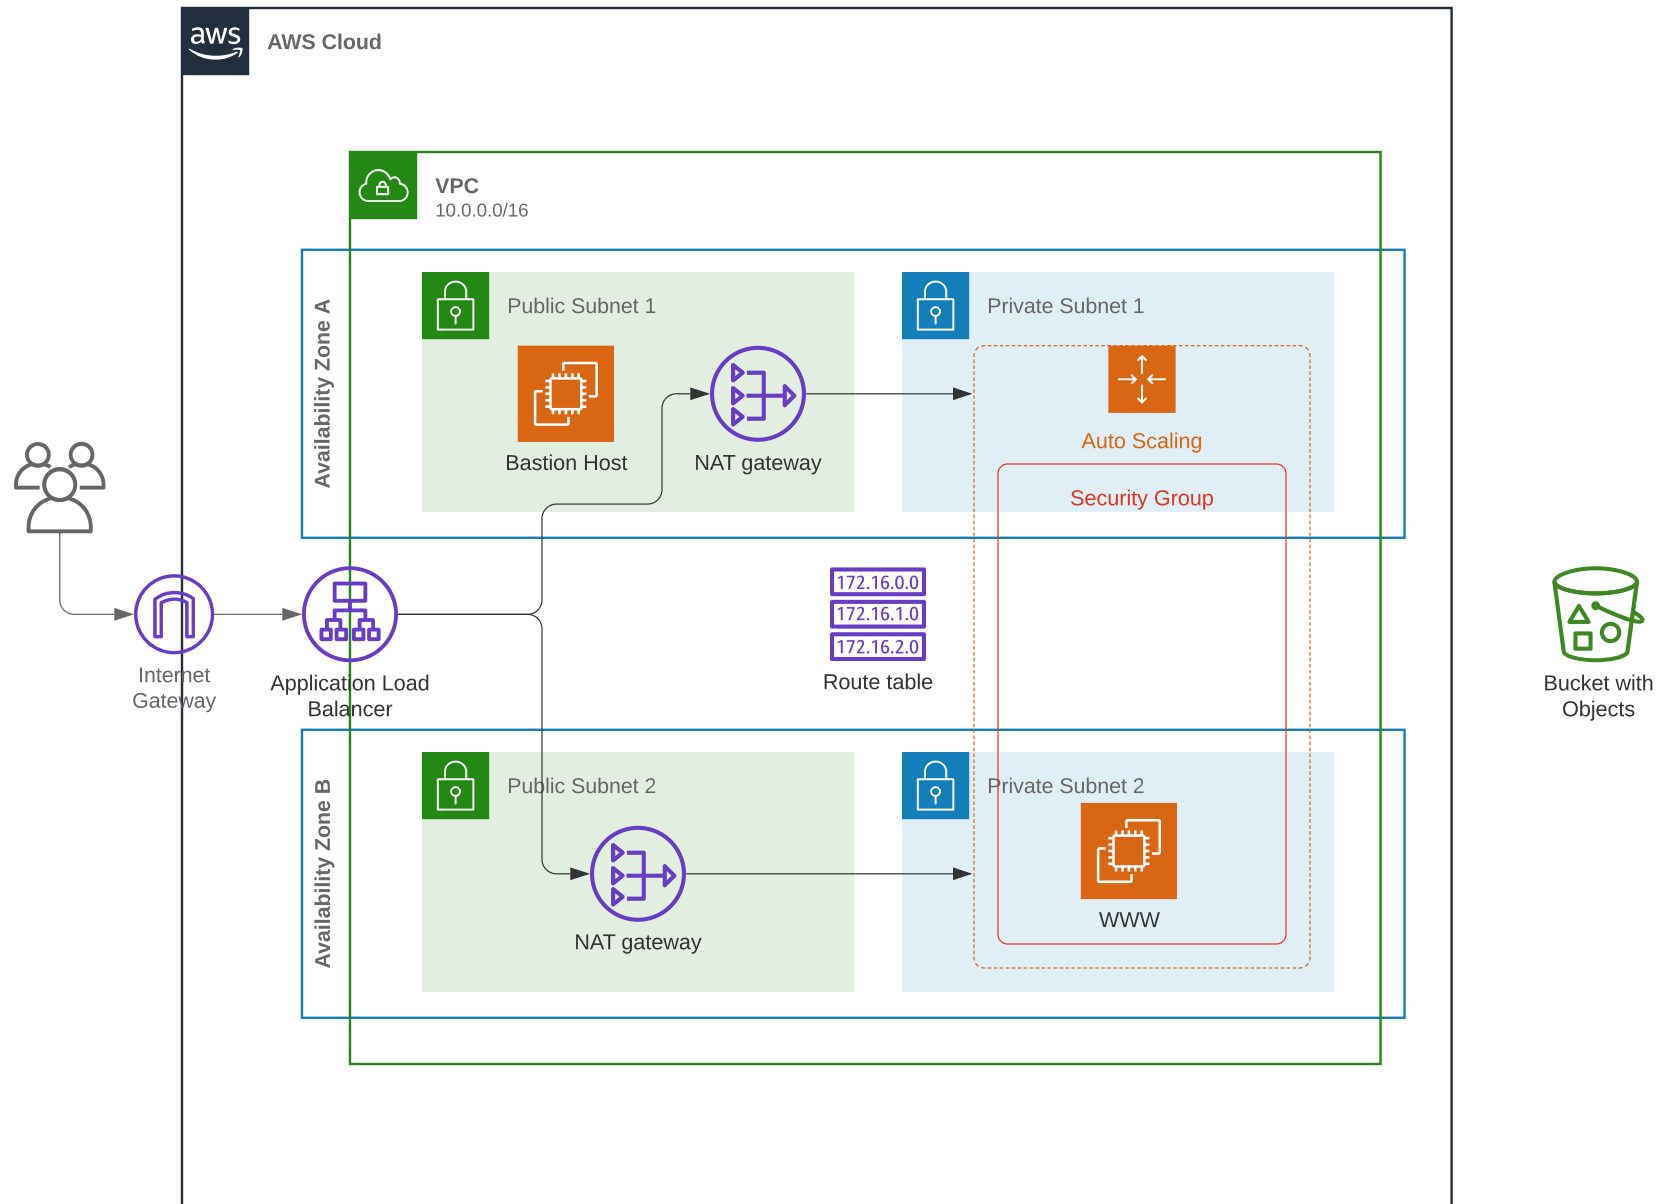 aws
AWS Cloud
VPC
10.0.0.0/16
Availability Zone A
Public Subnet 1
Private Subnet 1
Bastion Host
NAT gateway
Auto Scaling
Security Group
Internet
Gateway
Application Load
Balancer
172.16.0.0
172.16.1.0
172.16.2.0
Route table
Bucket with
Objects
Availability Zone B
Public Subnet 2
Private Subnet 2
NAT gateway
WWW